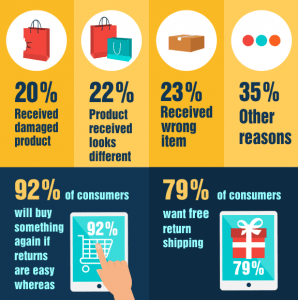 20%
Received
damaged
product
22%
Product
received
looks
different
23%
Received
wrong
item
35%
Other
reasons
92% of consumers
will buy
something
again if
returns
are easy
whereas
92%
79% of consumers
want free
return
shipping
79%